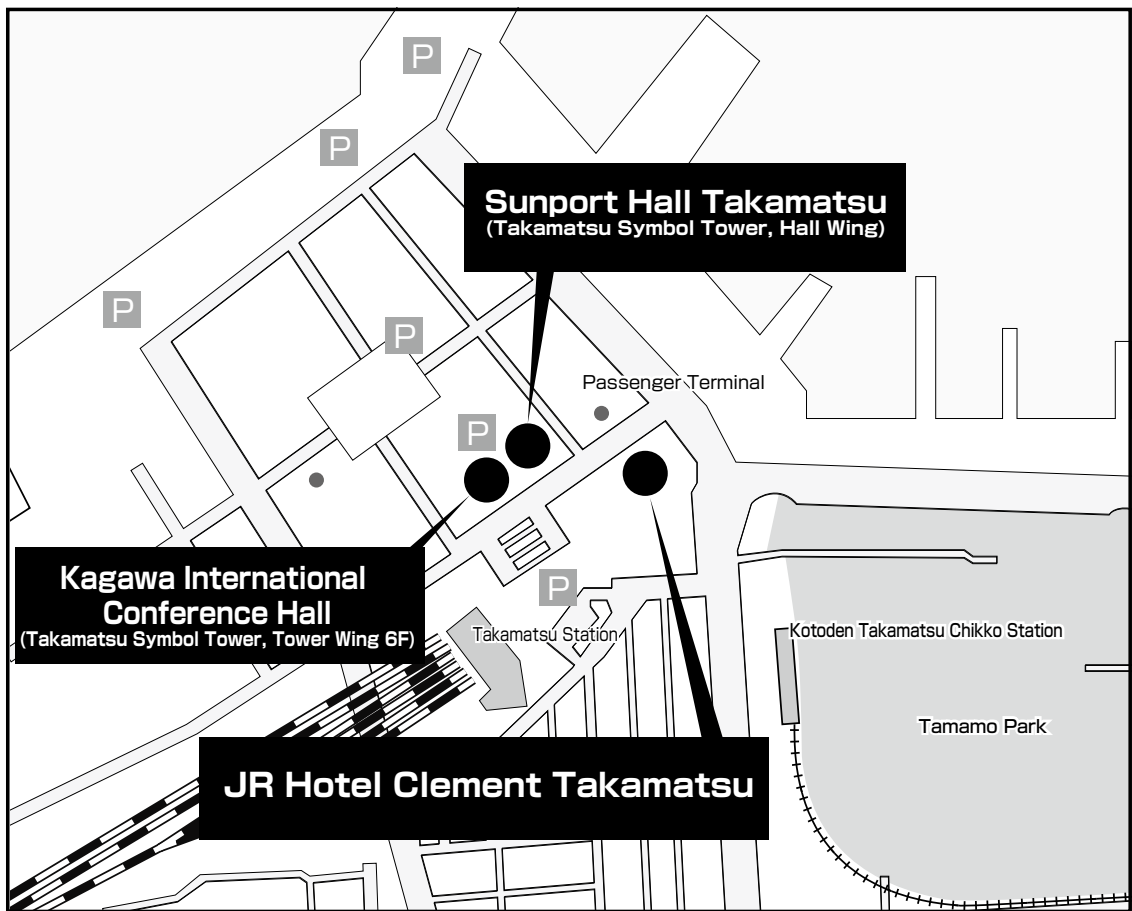 P
P
Sunport Hall Takamatsu
(Takamatsu Symbol Tower, Hall Wing)
P
P
Passenger Terminal
P
Kagawa International
Conference Hall
(Takamatsu Symbol Tower, Tower Wing 6F)
P
Takamatsu Station
Kotoden Takamatsu Chikko Station
Tamamo Park
JR Hotel Clement Takamatsu